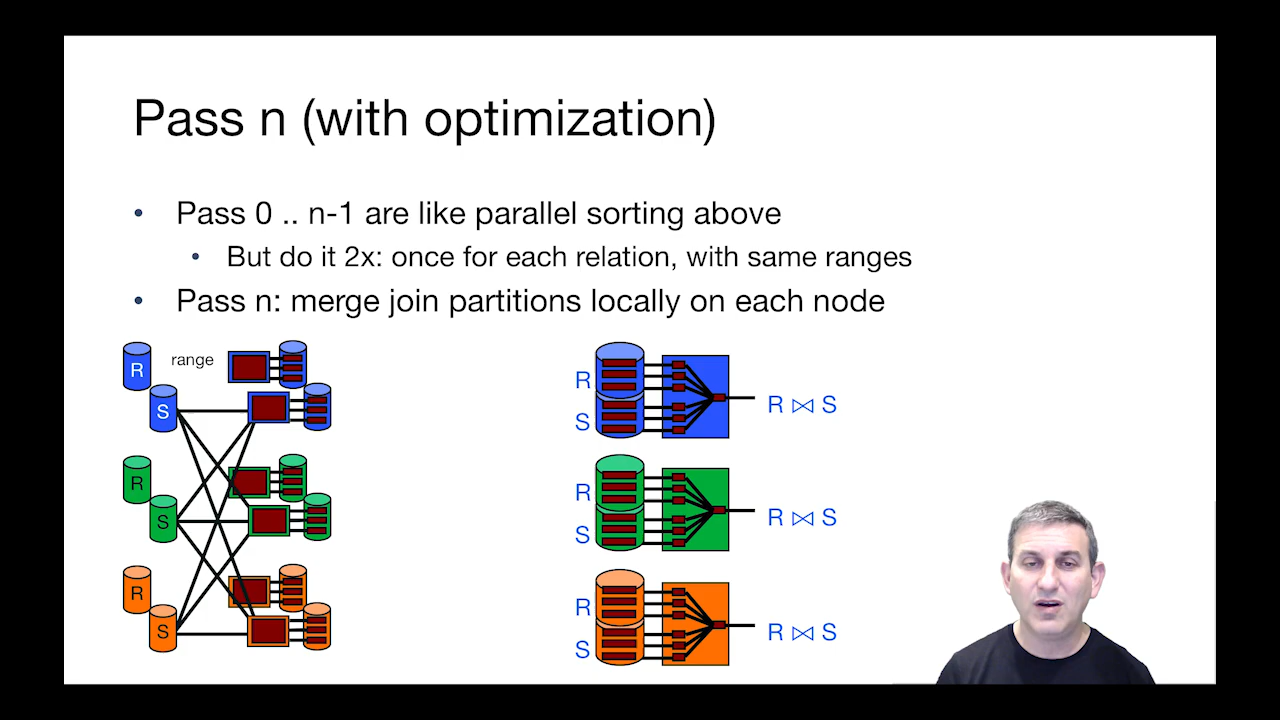 Pass n (with optimization)
• Pass 0 .. n-1 are like parallel sorting above
• But do it 2x: once for each relation, with same ranges
• Pass n: merge join partitions locally on each node
R
range
S
R
S
R ⋈ S
R
S
R
S
R ⋈ S
R
S
R
S
R ⋈ S